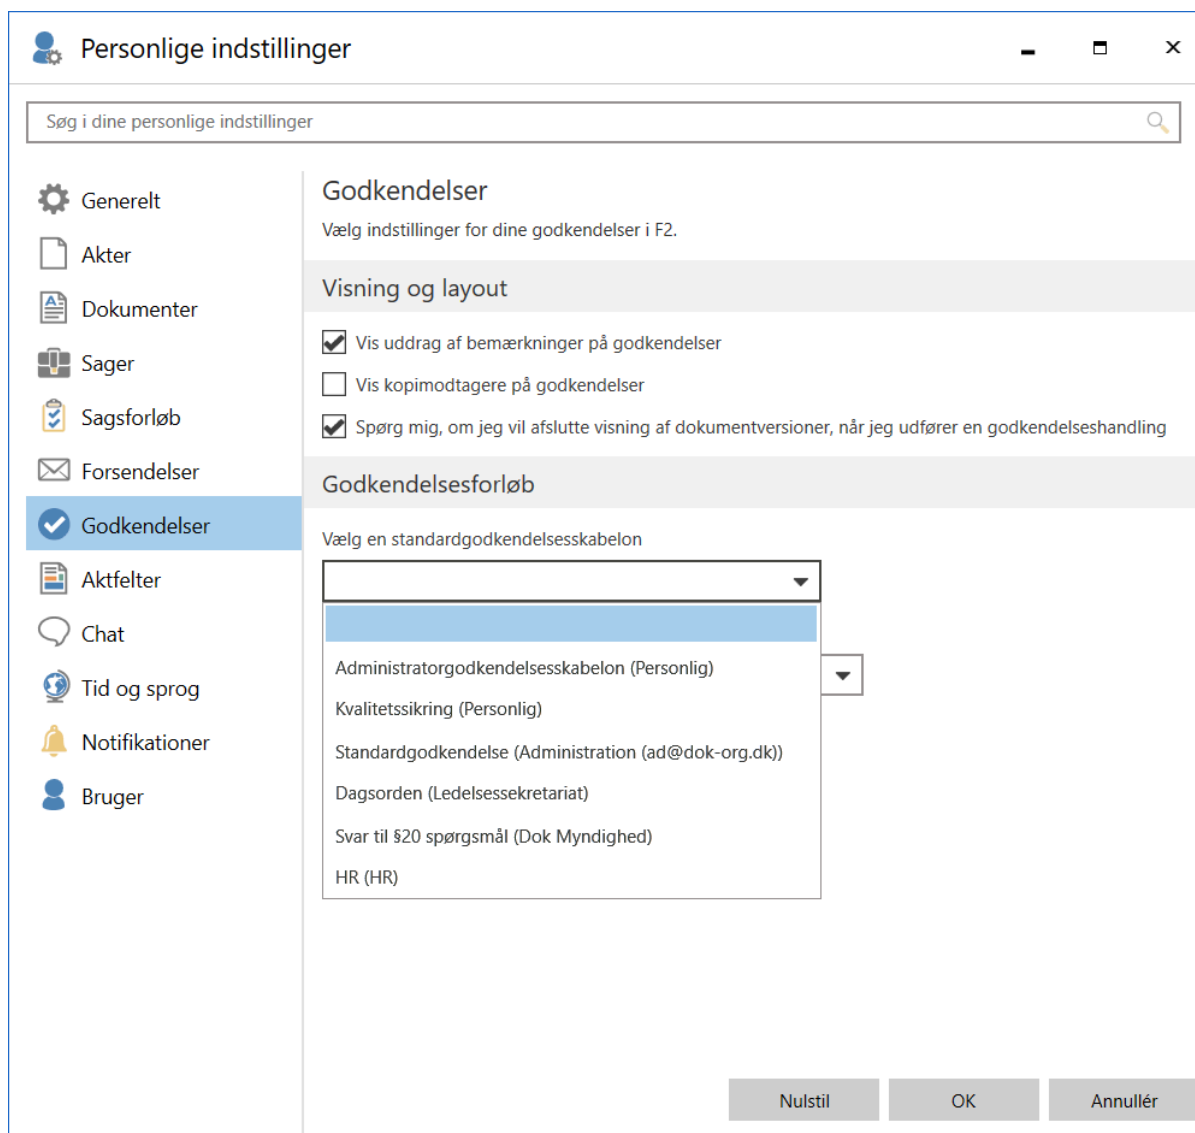 Personlige indstillinger
Søg i dine personlige indstillinger
Generelt
Akter
Dokumenter
Sager
Sagsforløb
Forsendelser
Godkendelser
Aktfelter
Chat
Tid og sprog
Notifikationer
Bruger
Godkendelser
Vælg indstillinger for dine godkendelser i F2.
Visning og layout
Vis uddrag af bemærkninger på godkendelser
Vis kopimodtagere på godkendelser
Spørg mig, om jeg vil afslutte visning af dokumentversioner, når jeg udfører en godkendelseshandling
Godkendelsesforløb
Vælg en standardgodkendelsesskabelon
Administratorgodkendelsesskabelon (Personlig)
Kvalitetssikring (Personlig)
Standardgodkendelse (Administration (ad@dok-org.dk))
Dagsorden (Ledelsessekretariat)
Svar til §20 spørgsmål (Dok Myndighed)
HR (HR)
Nulstil
OK
Annullér